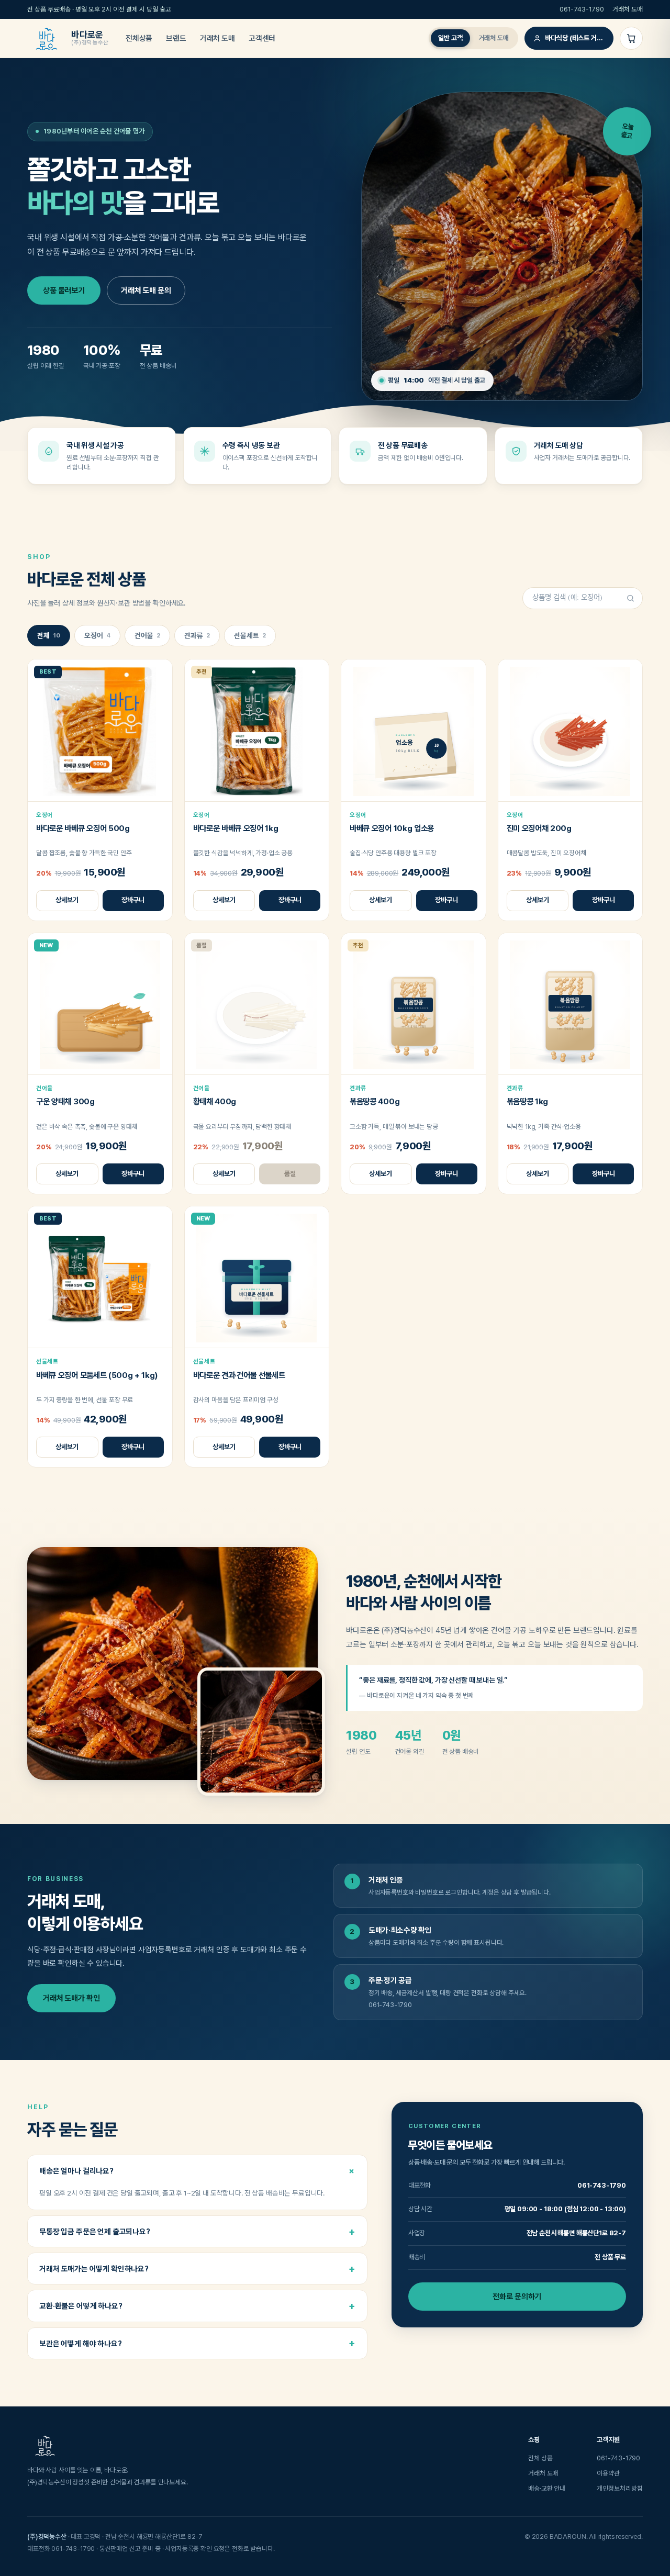 전 상품 무료배송 · 평일 오후 2시 이전 결제 시 당일 출고
061-743-1790 거래처 도매
바다로운
(주)경덕농수산
전체상품 브랜드 거래처 도매 고객센터
일반 고객 거래처 도매
바다식당 (테스트 거...
1980년부터 이어온 순천 건어물 명가
쫄깃하고 고소한
바다의 맛을 그대로
국내 위생 시설에서 직접 가공·소분한 건어물과 견과류. 오늘 볶고 오늘 보내는 바다로운
이 전 상품 무료배송으로 문 앞까지 가져다 드립니다.
상품 둘러보기 거래처 도매 문의
1980 100% 무료
설립 이래 한길 국내 가공·포장 전 상품 배송비
오늘
출고
평일 14:00 이전 결제 시 당일 출고
국내 위생 시설 가공
원료 선별부터 소분·포장까지 직접 관
리합니다.
수령 즉시 냉동 보관
아이스팩 포장으로 신선하게 도착합니
다.
전 상품 무료배송
금액 제한 없이 배송비 0원입니다.
거래처 도매 상담
사업자 거래처는 도매가로 공급합니다.
SHOP
바다로운 전체 상품
사진을 눌러 상세 정보와 원산지·보관 방법을 확인하세요.
상품명 검색 (예: 오징어)
전체 10 오징어 4 건어물 2 견과류 2 선물세트 2
BEST
바다로운
500g
오징어
바다로운 바베큐 오징어 500g
달콤 짭조름, 숯불 향 가득한 국민 안주
20% 19,900원 15,900원
상세보기 장바구니
추천
바다로운
1kg
오징어
바다로운 바베큐 오징어 1kg
쫄깃한 식감을 넉넉하게, 가정·업소 공용
14% 34,900원 29,900원
상세보기 장바구니
업소용
오징어
바베큐 오징어 10kg 업소용
술집·식당 안주용 대용량 벌크 포장
14% 289,000원 249,000원
상세보기 장바구니
오징어
진미 오징어채 200g
매콤달콤 밥도둑, 진미 오징어채
23% 12,900원 9,900원
상세보기 장바구니
NEW
건어물
구운 양태채 300g
겉은 바삭 속은 촉촉, 숯불에 구운 양태채
20% 24,900원 19,900원
상세보기 장바구니
품절
건어물
황태채 400g
국물 요리부터 무침까지, 담백한 황태채
22% 22,900원 17,900원
상세보기 품절
추천
볶음땅콩
견과류
볶음땅콩 400g
고소함 가득, 매일 볶아 보내는 땅콩
20% 9,900원 7,900원
상세보기 장바구니
볶음땅콩
견과류
볶음땅콩 1kg
넉넉한 1kg, 가족 간식·업소용
18% 21,900원 17,900원
상세보기 장바구니
BEST
선물세트
바베큐 오징어 모둠세트 (500g + 1kg)
두 가지 중량을 한 번에, 선물 포장 무료
14% 49,900원 42,900원
상세보기 장바구니
NEW
바다로운 선물세트
선물세트
바다로운 견과·건어물 선물세트
감사의 마음을 담은 프리미엄 구성
17% 59,900원 49,900원
상세보기 장바구니
1980년, 순천에서 시작한
바다와 사람 사이의 이름
바다로운은 (주)경덕농수산이 45년 넘게 쌓아온 건어물 가공 노하우로 만든 브랜드입니다. 원료를
고르는 일부터 소분·포장까지 한 곳에서 관리하고, 오늘 볶고 오늘 보내는 것을 원칙으로 삼습니다.
“좋은 재료를, 정직한 값에, 가장 신선할 때 보내는 일.”
— 바다로운이 지켜온 네 가지 약속 중 첫 번째
1980 45년 0원
설립 연도 건어물 외길 전 상품 배송비
FOR BUSINESS
거래처 도매,
이렇게 이용하세요
식당·주점·급식·판매점 사장님이라면 사업자등록번호로 거래처 인증 후 도매가와 최소 주문 수
량을 바로 확인하실 수 있습니다.
거래처 도매가 확인
1 거래처 인증
사업자등록번호와 비밀번호로 로그인합니다. 계정은 상담 후 발급됩니다.
2 도매가·최소수량 확인
상품마다 도매가와 최소 주문 수량이 함께 표시됩니다.
3 주문·정기 공급
정기 배송, 세금계산서 발행, 대량 견적은 전화로 상담해 주세요.
061-743-1790
HELP
자주 묻는 질문
배송은 얼마나 걸리나요?
평일 오후 2시 이전 결제 건은 당일 출고되며, 출고 후 1~2일 내 도착합니다. 전 상품 배송비는 무료입니다.
무통장 입금 주문은 언제 출고되나요?
거래처 도매가는 어떻게 확인하나요?
교환·환불은 어떻게 하나요?
보관은 어떻게 해야 하나요?
CUSTOMER CENTER
무엇이든 물어보세요
상품·배송·도매 문의 모두 전화로 가장 빠르게 안내해 드립니다.
대표전화 061-743-1790
상담 시간 평일 09:00 - 18:00 (점심 12:00 - 13:00)
사업장 전남 순천시 해룡면 해룡산단1로 82-7
배송비 전 상품 무료
전화로 문의하기
바다로운
바다와 사람 사이를 잇는 이름, 바다로운.
(주)경덕농수산이 정성껏 준비한 건어물과 견과류를 만나보세요.
쇼핑
전체 상품
거래처 도매
배송·교환 안내
고객지원
061-743-1790
이용약관
개인정보처리방침
(주)경덕농수산 · 대표 고경덕 · 전남 순천시 해룡면 해룡산단1로 82-7
대표전화 061-743-1790 · 통신판매업 신고 준비 중 · 사업자등록증 확인 요청은 전화로 받습니다.
© 2026 BADAROUN. All rights reserved.